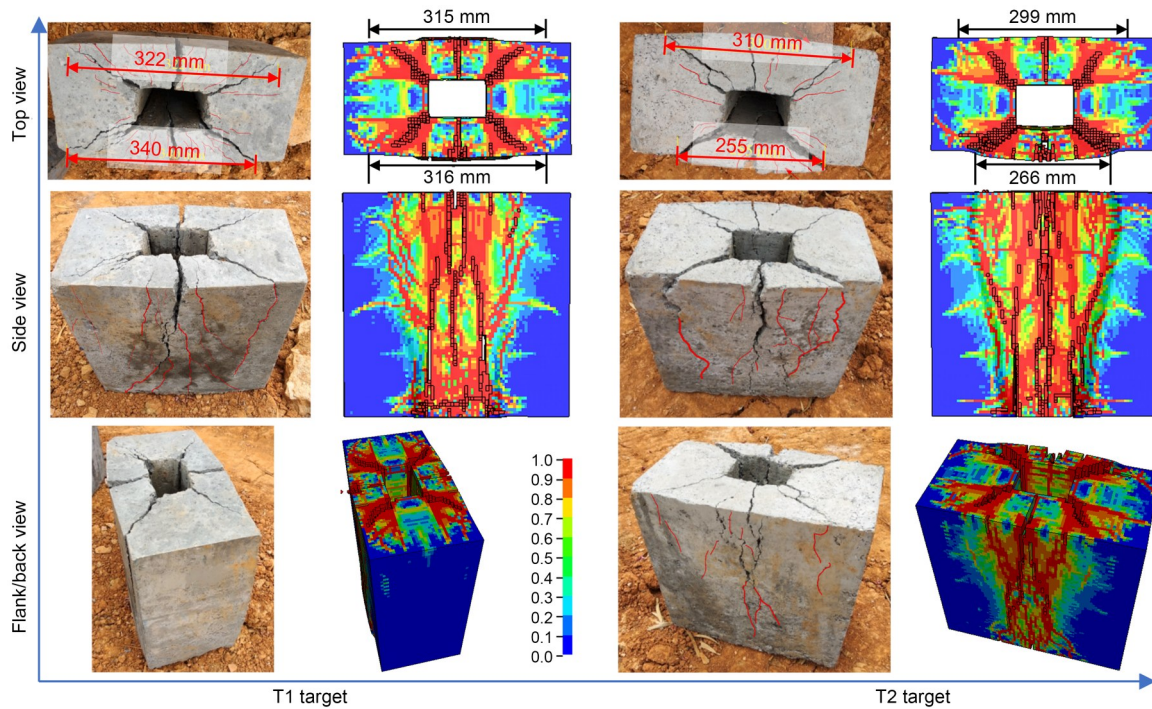 Top view
322 mm
340 mm
315 mm
316 mm
310 mm
255 mm
299 mm
266 mm
Side view
Flank/back view
1.0
0.9
0.8
0.7
0.6
0.5
0.4
0.3
0.2
0.1
0.0
T1 target
T2 target